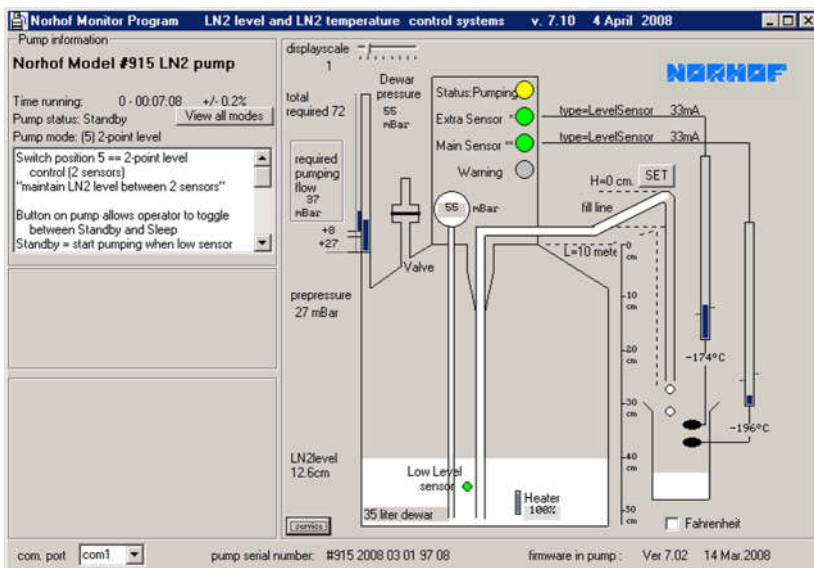 Norhof Monitor Program LN2 level and LN2 temperature control systems v. 7.10 4 April 2008
Pump information
Norhof Model #915 LN2 pump
Time running: 0 - 00:07:08 +/- 0.2%
Pump status: Standby
View all modes
Pump mode: (5) 2-point level
Switch position 5 == 2-point level
control (2 sensors)
"maintain LN2 level between 2 sensors"
Button on pump allows operator to toggle
between Standby and Sleep
Standby = start pumping when low sensor
displayscale
1
total
required 72
Dewar
pressure
55
mBar
required
pumping
flow
37
mBar
+8
+27
Valve
prepressure
27 mBar
Status:Pumping
Extra Sensor *
Main Sensor **
Warning
55 mBar
NORHOF
type=LevelSensor 33mA
type=LevelSensor 33mA
H=0 cm. SET
fill line
L=10 mete
0
cm
-10
cm
-20
cm
-30
cm
-40
cm
-50
cm
-174°C
-196°C
LN2level
12.6cm
Low Level
sensor
Heater
100%
35 liter dewar
service
Fahrenheit
com. port com1 pump serial number: #915 2008 03 01 97 08 firmware in pump : Ver 7.02 14 Mar.2008